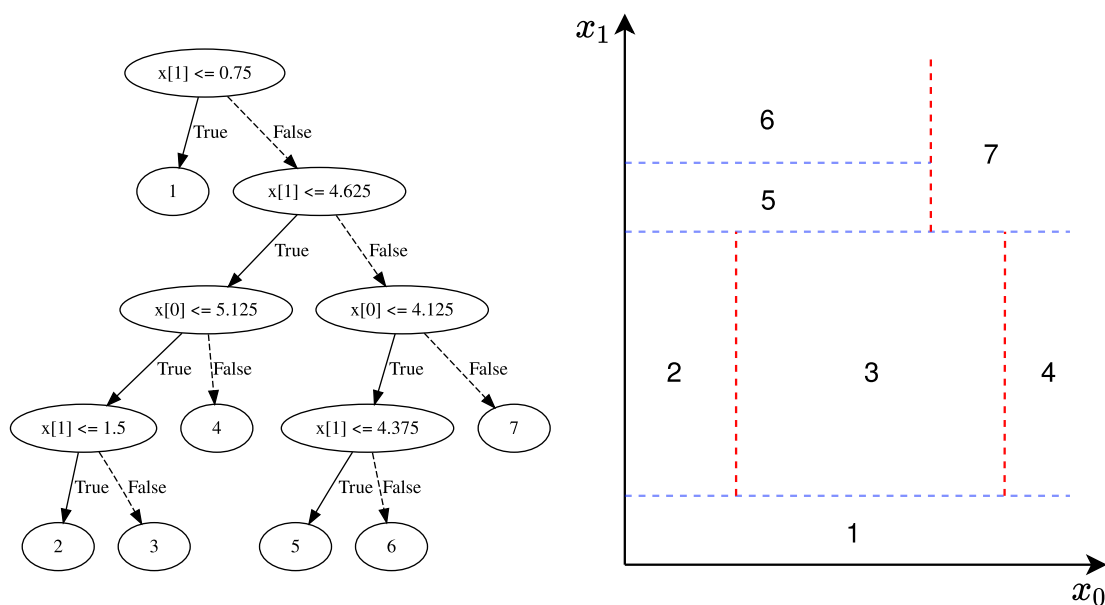 x[1] <= 0.75
True
False
1
x[1] <= 4.625
True
False
x[0] <= 5.125
x[0] <= 4.125
True
False
True
False
x[1] <= 1.5
4
x[1] <= 4.375
7
True
False
True
False
2
3
5
6
x₁
6
7
5
2
3
4
1
x₀